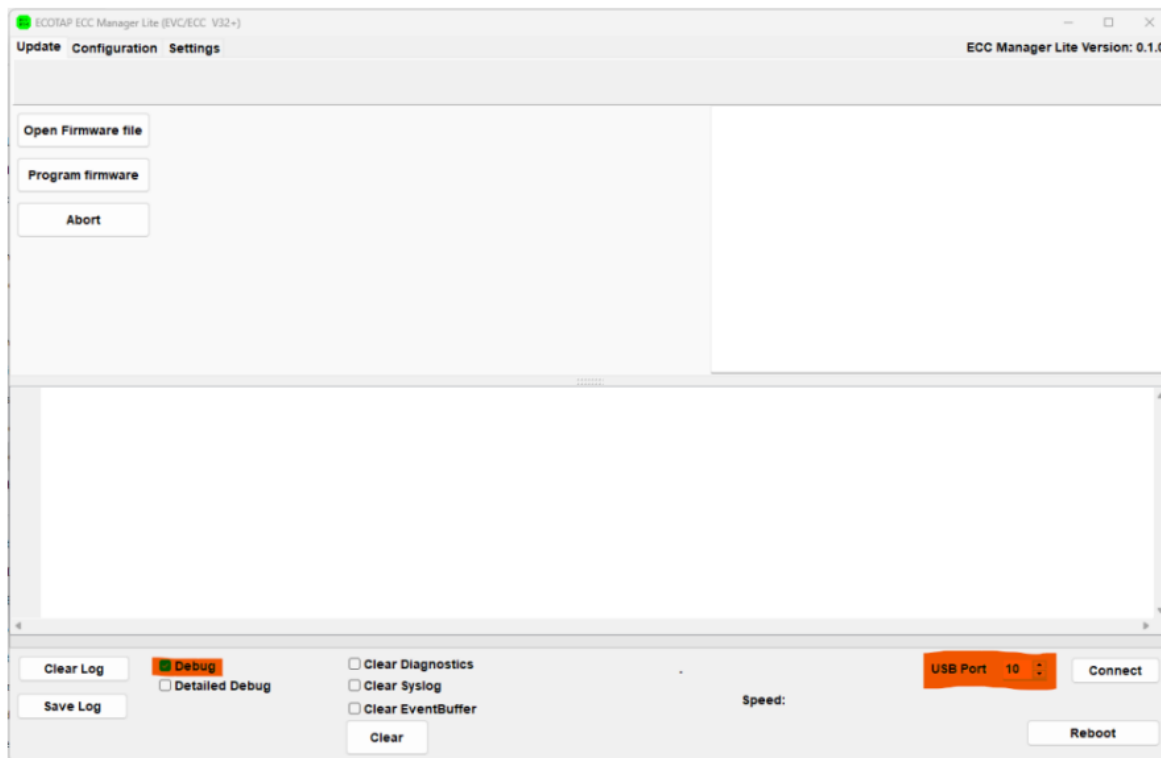 ECOTAP ECC Manager Lite (EVC/ECC V32+)
Update Configuration Settings ECC Manager Lite Version: 0.1.0
Open Firmware file
Program firmware
Abort
Clear Log Debug Clear Diagnostics - USB Port 10 Connect
Detailed Debug Clear Syslog
Save Log Clear EventBuffer Speed:
Clear Reboot